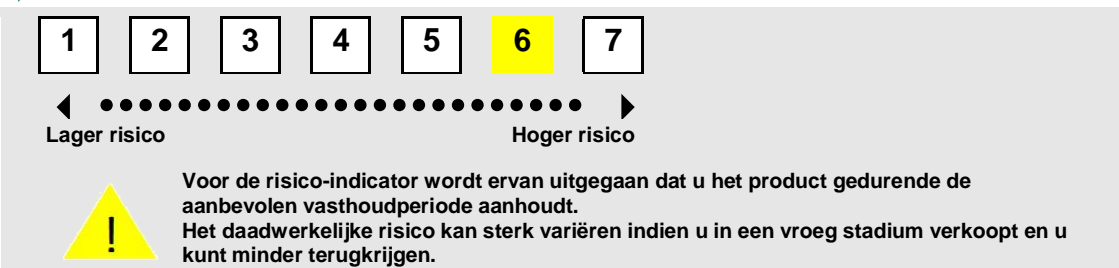 1 2 3 4 5 6 7
Lager risico Hoger risico
Voor de risico-indicator wordt ervan uitgegaan dat u het product gedurende de
aanbevolen vasthoudperiode aanhoudt.
!
Het daadwerkelijke risico kan sterk variëren indien u in een vroeg stadium verkoopt en u
kunt minder terugkrijgen.